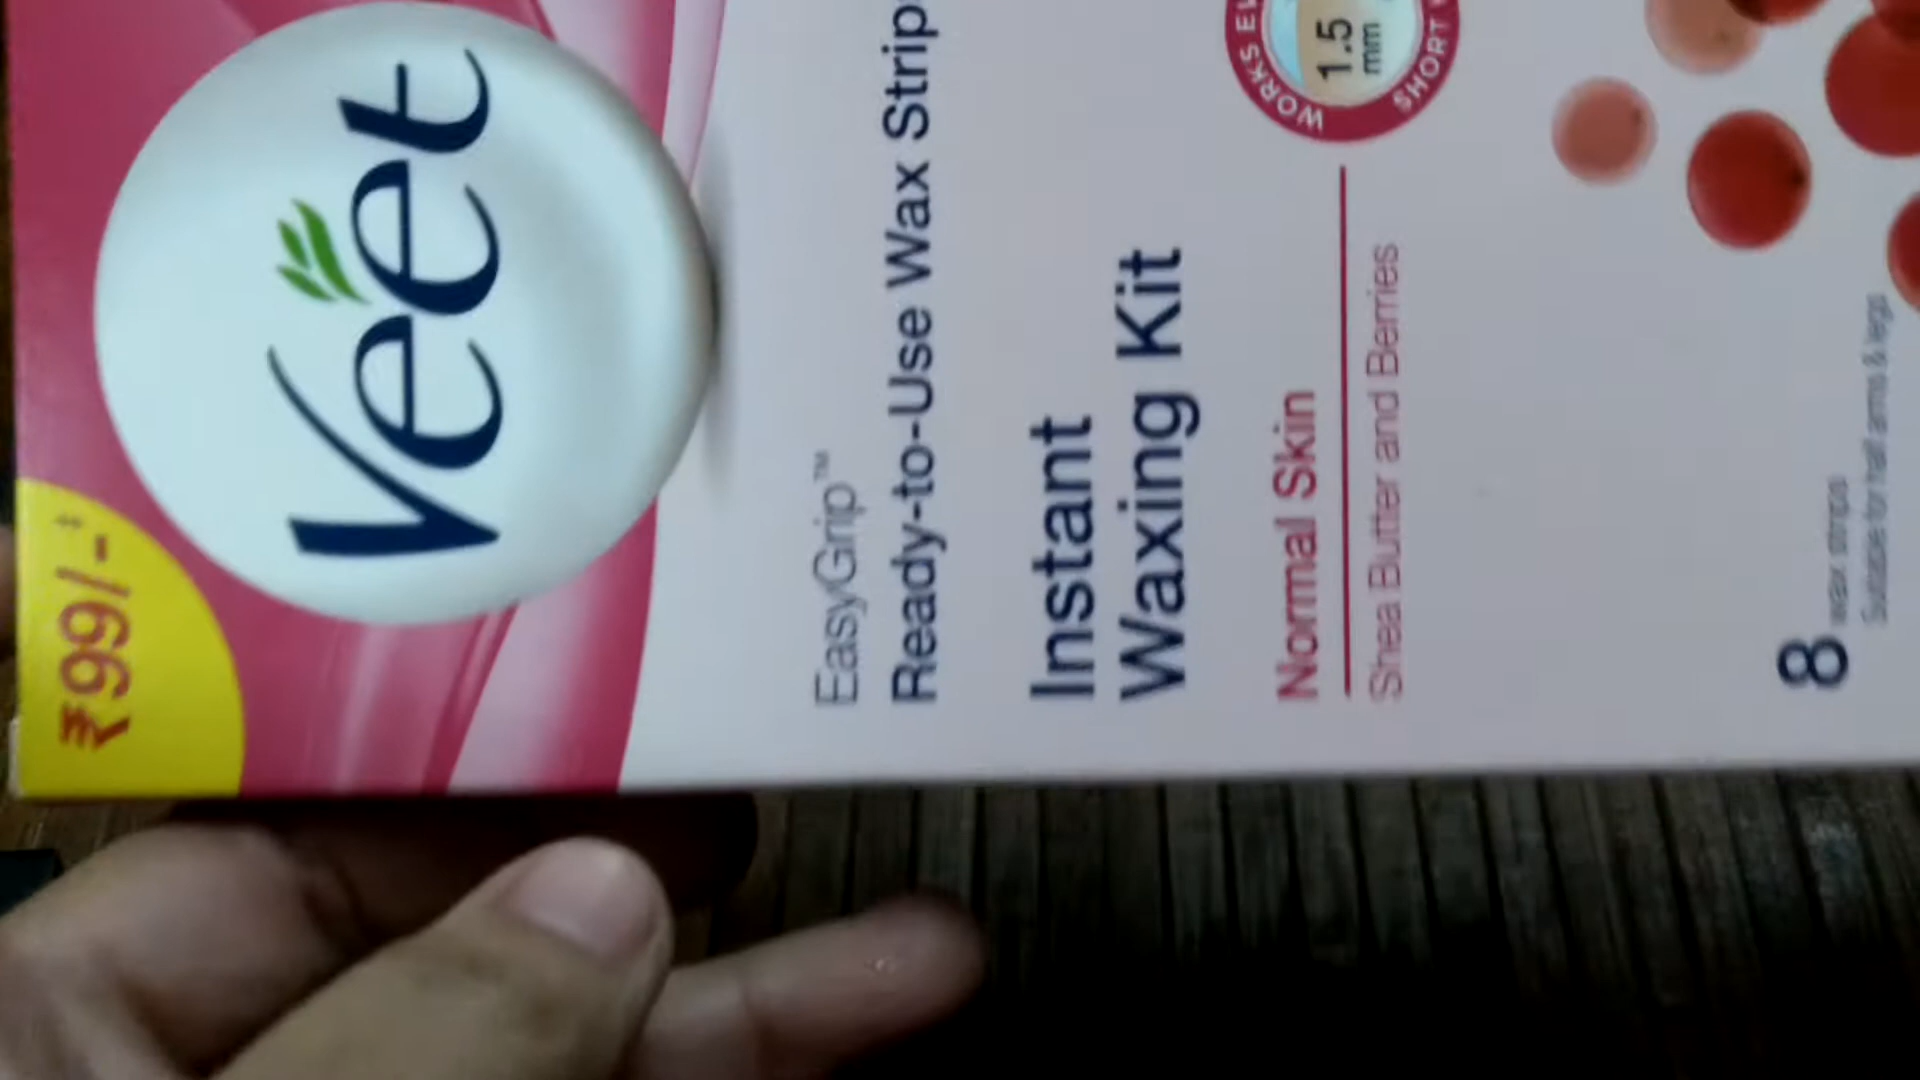 ₹99/-‡
Veet
EasyGrip™
Ready-to-Use Wax Strip
Instant
Waxing Kit
Normal Skin
Shea Butter and Berries
WORKS
1.5
mm
SHORT
8 wax strips
Suitable for half arms & legs